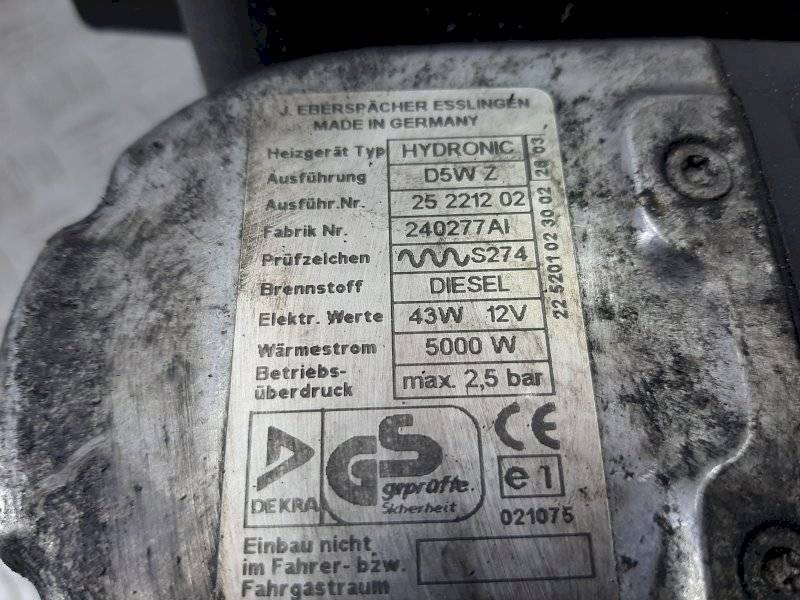 J. EBERSPÄCHER ESSLINGEN
MADE IN GERMANY
Heizgerät Typ HYDRONIC
Ausführung D5W Z
Ausführ.Nr. 25 2212 02
Fabrik Nr. 240277AI
Prüfzeichen S274
Brennstoff DIESEL
Elektr. Werte 43W 12V
Wärmestrom 5000 W
Betriebs-
überdruck max. 2,5 bar
22 5201 02 30 02 28 03
DEKRA
GS
geprüfte
Sicherheit
CE
e1
021075
Einbau nicht
im Fahrer- bzw.
Fahrgastraum